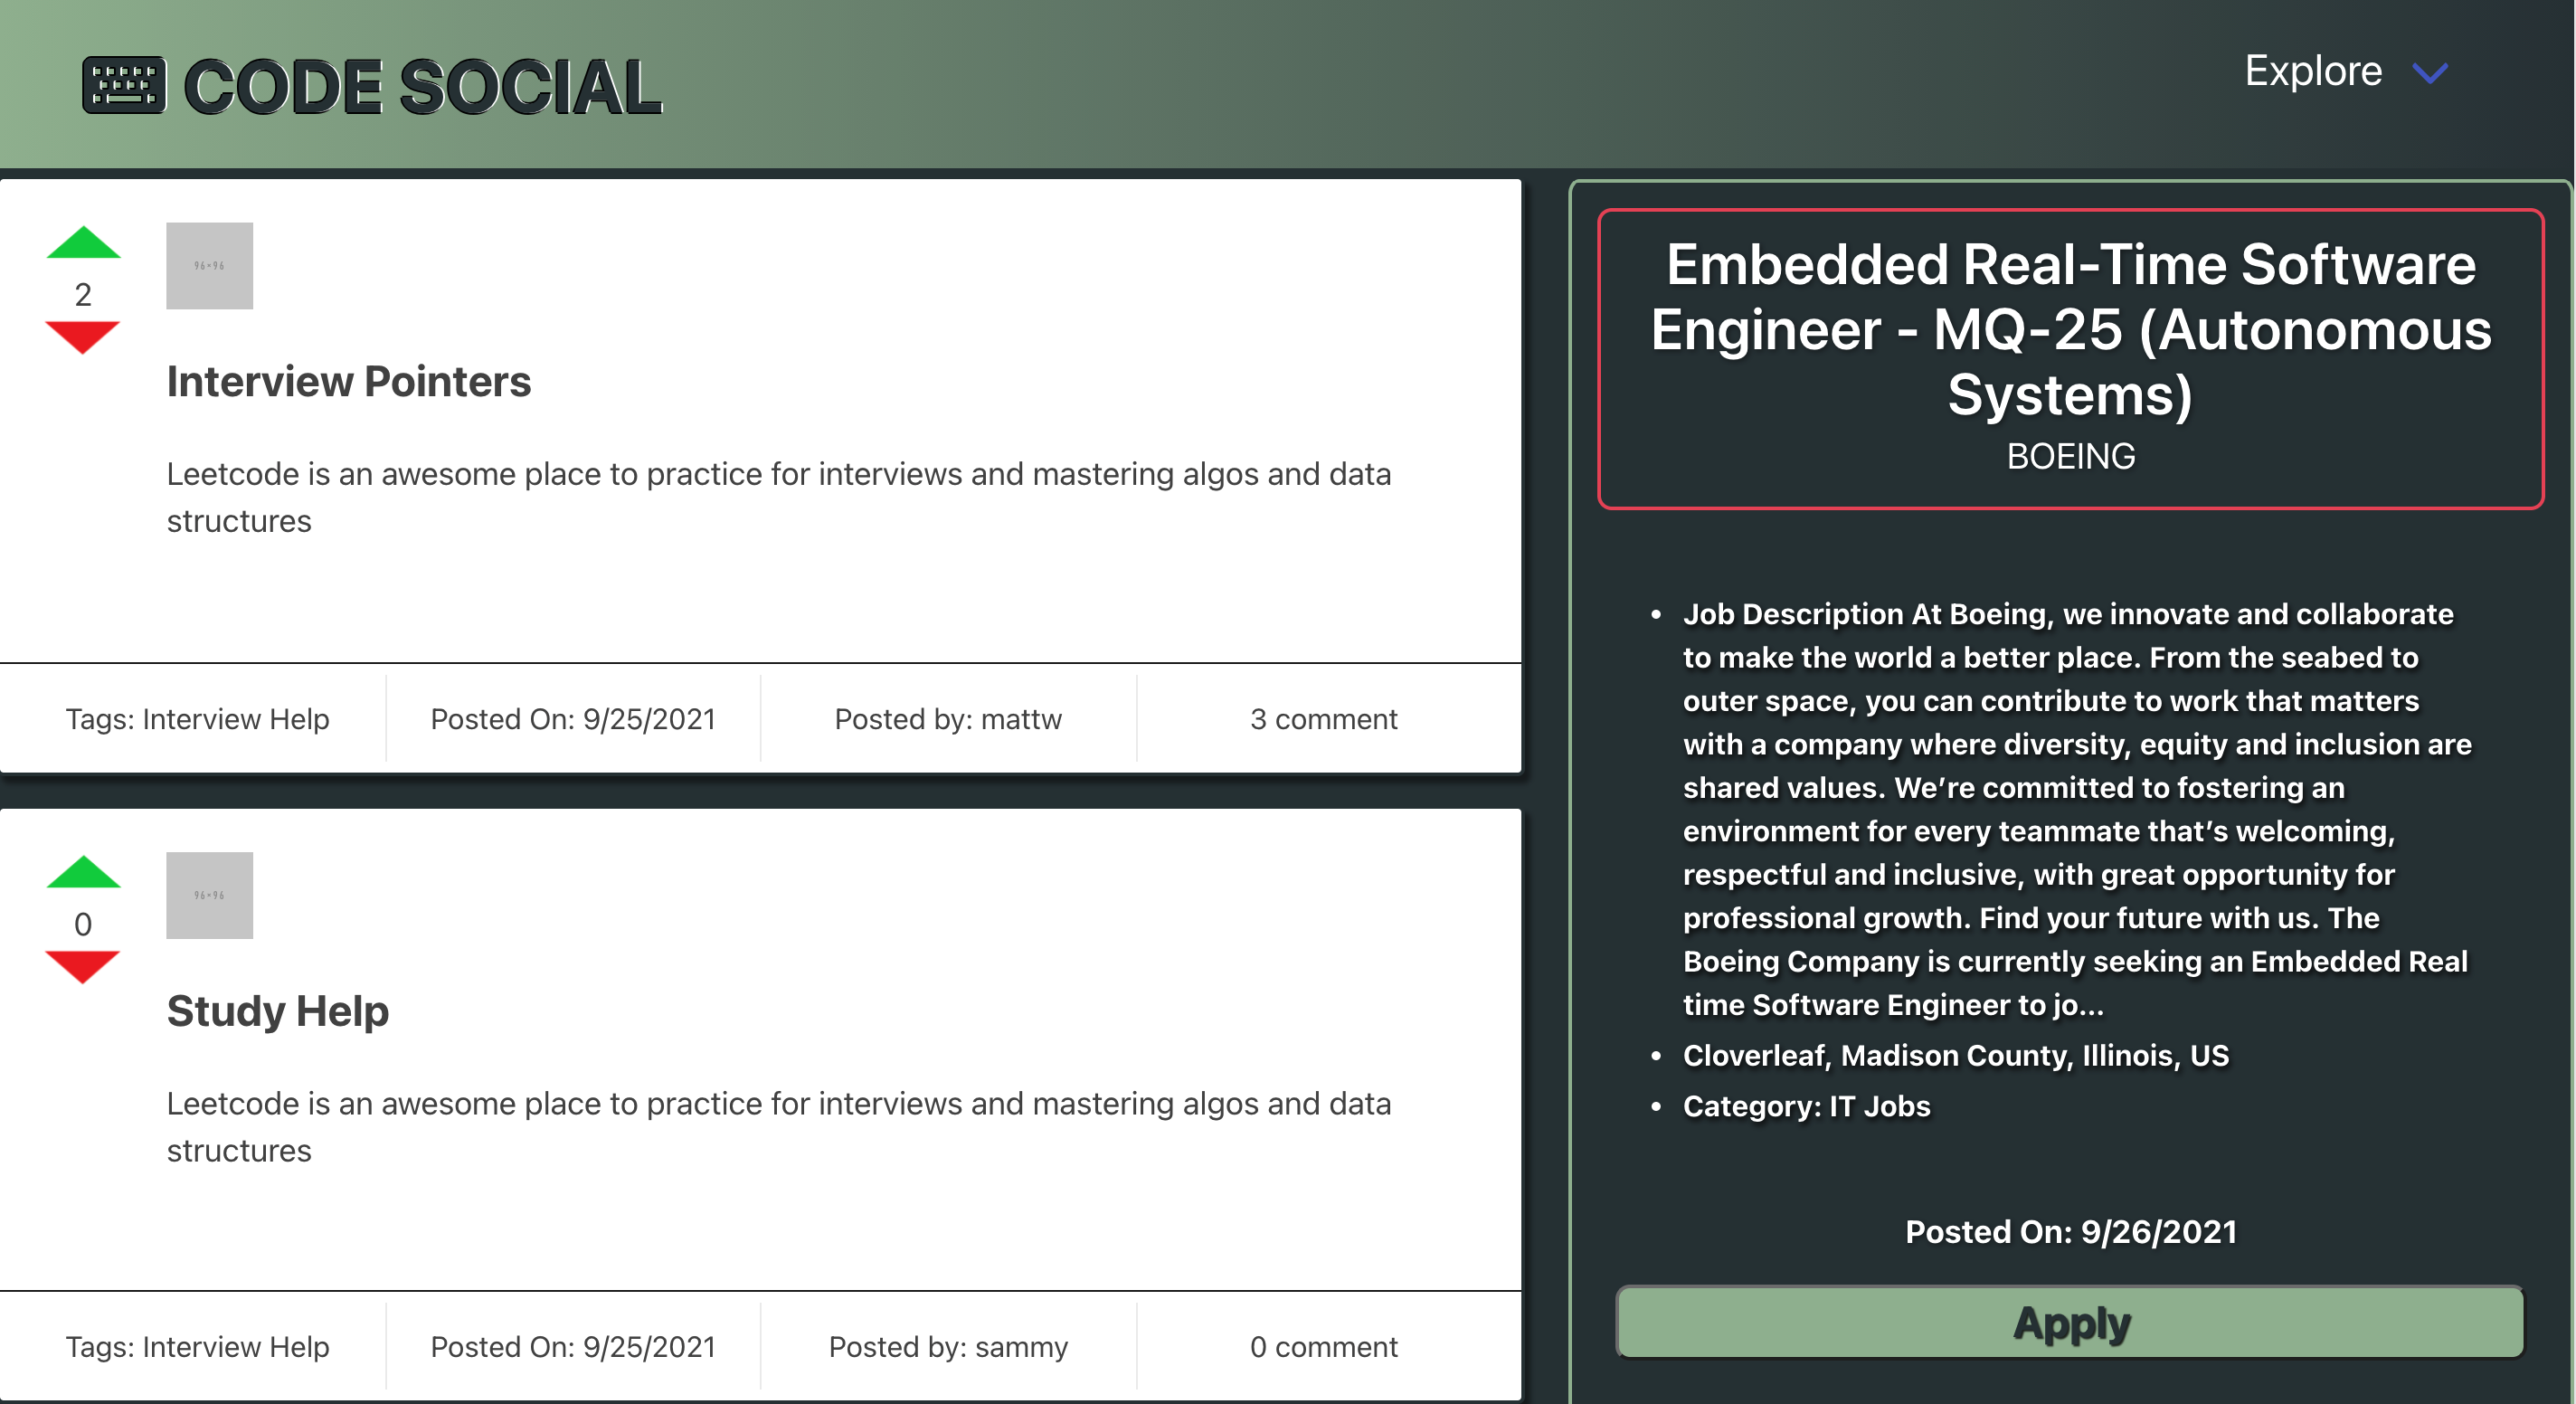 CODE SOCIAL
Explore
2
96×96
Interview Pointers
Leetcode is an awesome place to practice for interviews and mastering algos and data
structures
Tags: Interview Help
Posted On: 9/25/2021
Posted by: mattw
3 comment
0
96×96
Study Help
Leetcode is an awesome place to practice for interviews and mastering algos and data
structures
Tags: Interview Help
Posted On: 9/25/2021
Posted by: sammy
0 comment
Embedded Real-Time Software
Engineer - MQ-25 (Autonomous
Systems)
BOEING
• Job Description At Boeing, we innovate and collaborate
to make the world a better place. From the seabed to
outer space, you can contribute to work that matters
with a company where diversity, equity and inclusion are
shared values. We’re committed to fostering an
environment for every teammate that’s welcoming,
respectful and inclusive, with great opportunity for
professional growth. Find your future with us. The
Boeing Company is currently seeking an Embedded Real
time Software Engineer to jo…
• Cloverleaf, Madison County, Illinois, US
• Category: IT Jobs
Posted On: 9/26/2021
Apply